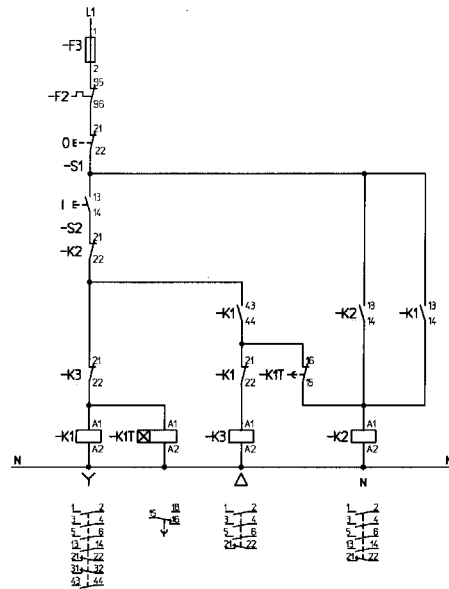 L1
1
-F3
2
95
-F2
96
21
0 E
22
-S1
13
I E
14
-S2
21
-K2
22
43
-K1
44
13
-K2
14
13
-K1
14
21
-K3
22
21
-K1
22
16
-K1T
15
A1
-K1
A2
A1
-K1T
A2
A1
-K3
A2
A1
-K2
A2
N
N
Y
Δ
N
1 2
3 4
5 6
13 14
21 22
31 32
43 44
18
15 16
Y
1 2
3 4
5 6
21 22
1 2
3 4
5 6
13 14
21 22